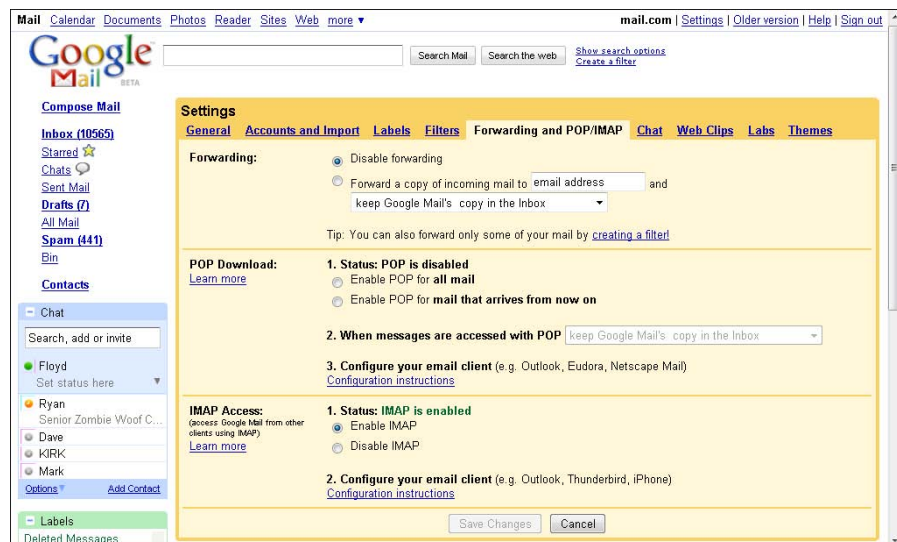 Mail Calendar Documents Photos Reader Sites Web more ▼ mail.com | Settings | Older version | Help | Sign out
Google Mail BETA
Search Mail Search the web Show search options
Create a filter
Compose Mail
Inbox (10565)
Starred
Chats
Sent Mail
Drafts (7)
All Mail
Spam (441)
Bin
Contacts
Chat
Search, add or invite
Floyd
Set status here
Ryan
Senior Zombie Woof C...
Dave
KIRK
Mark
Options Add Contact
Labels
Deleted Messages
Settings
General Accounts and Import Labels Filters Forwarding and POP/IMAP Chat Web Clips Labs Themes
Forwarding: Disable forwarding
Forward a copy of incoming mail to email address and
keep Google Mail's copy in the Inbox
Tip: You can also forward only some of your mail by creating a filter!
POP Download: 1. Status: POP is disabled
Learn more Enable POP for all mail
Enable POP for mail that arrives from now on
2. When messages are accessed with POP keep Google Mail's copy in the Inbox
3. Configure your email client (e.g. Outlook, Eudora, Netscape Mail)
Configuration instructions
IMAP Access: 1. Status: IMAP is enabled
(access Google Mail from other
clients using IMAP) Enable IMAP
Learn more Disable IMAP
2. Configure your email client (e.g. Outlook, Thunderbird, iPhone)
Configuration instructions
Save Changes Cancel